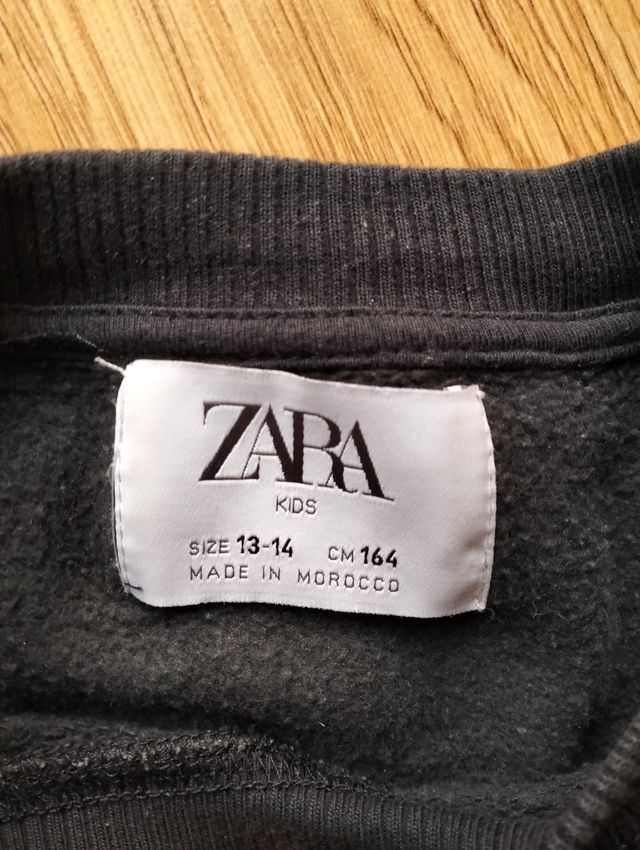 ZARA
KIDS
SIZE 13-14 CM 164
MADE IN MOROCCO